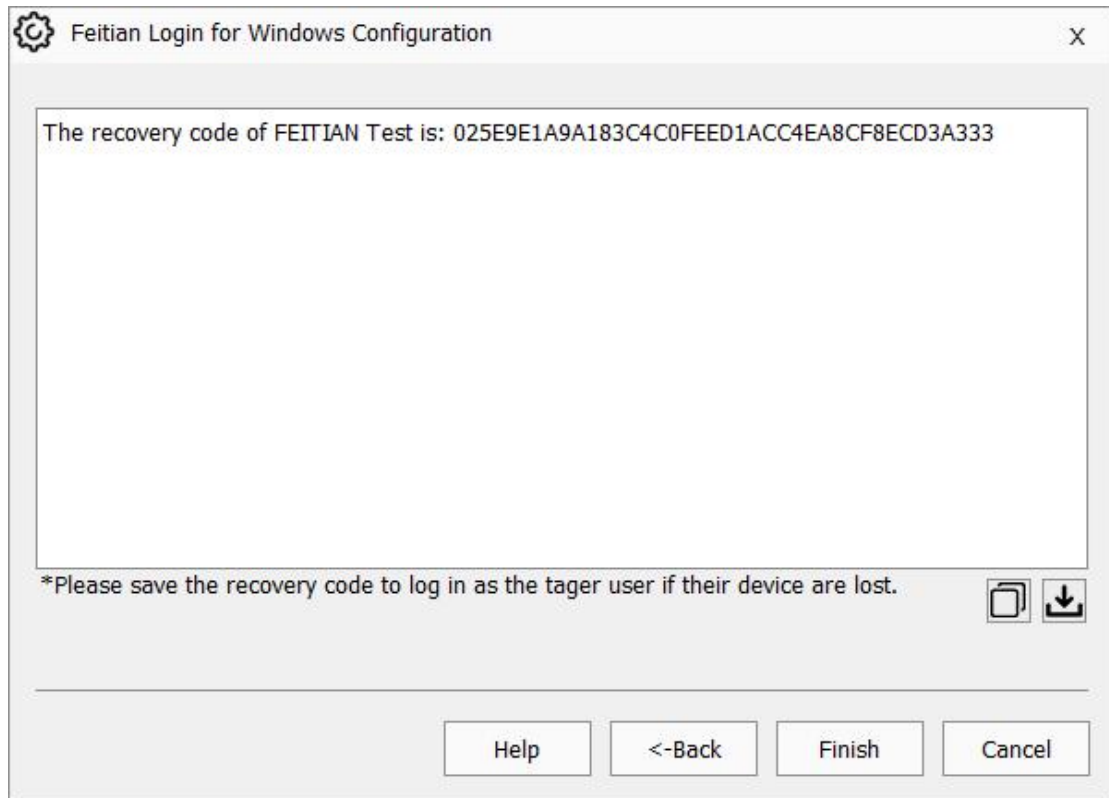 Feitian Login for Windows Configuration
X
The recovery code of FEITIAN Test is: 025E9E1A9A183C4C0FEED1ACC4EA8CF8ECD3A333
*Please save the recovery code to log in as the tager user if their device are lost.
Help
<-Back
Finish
Cancel